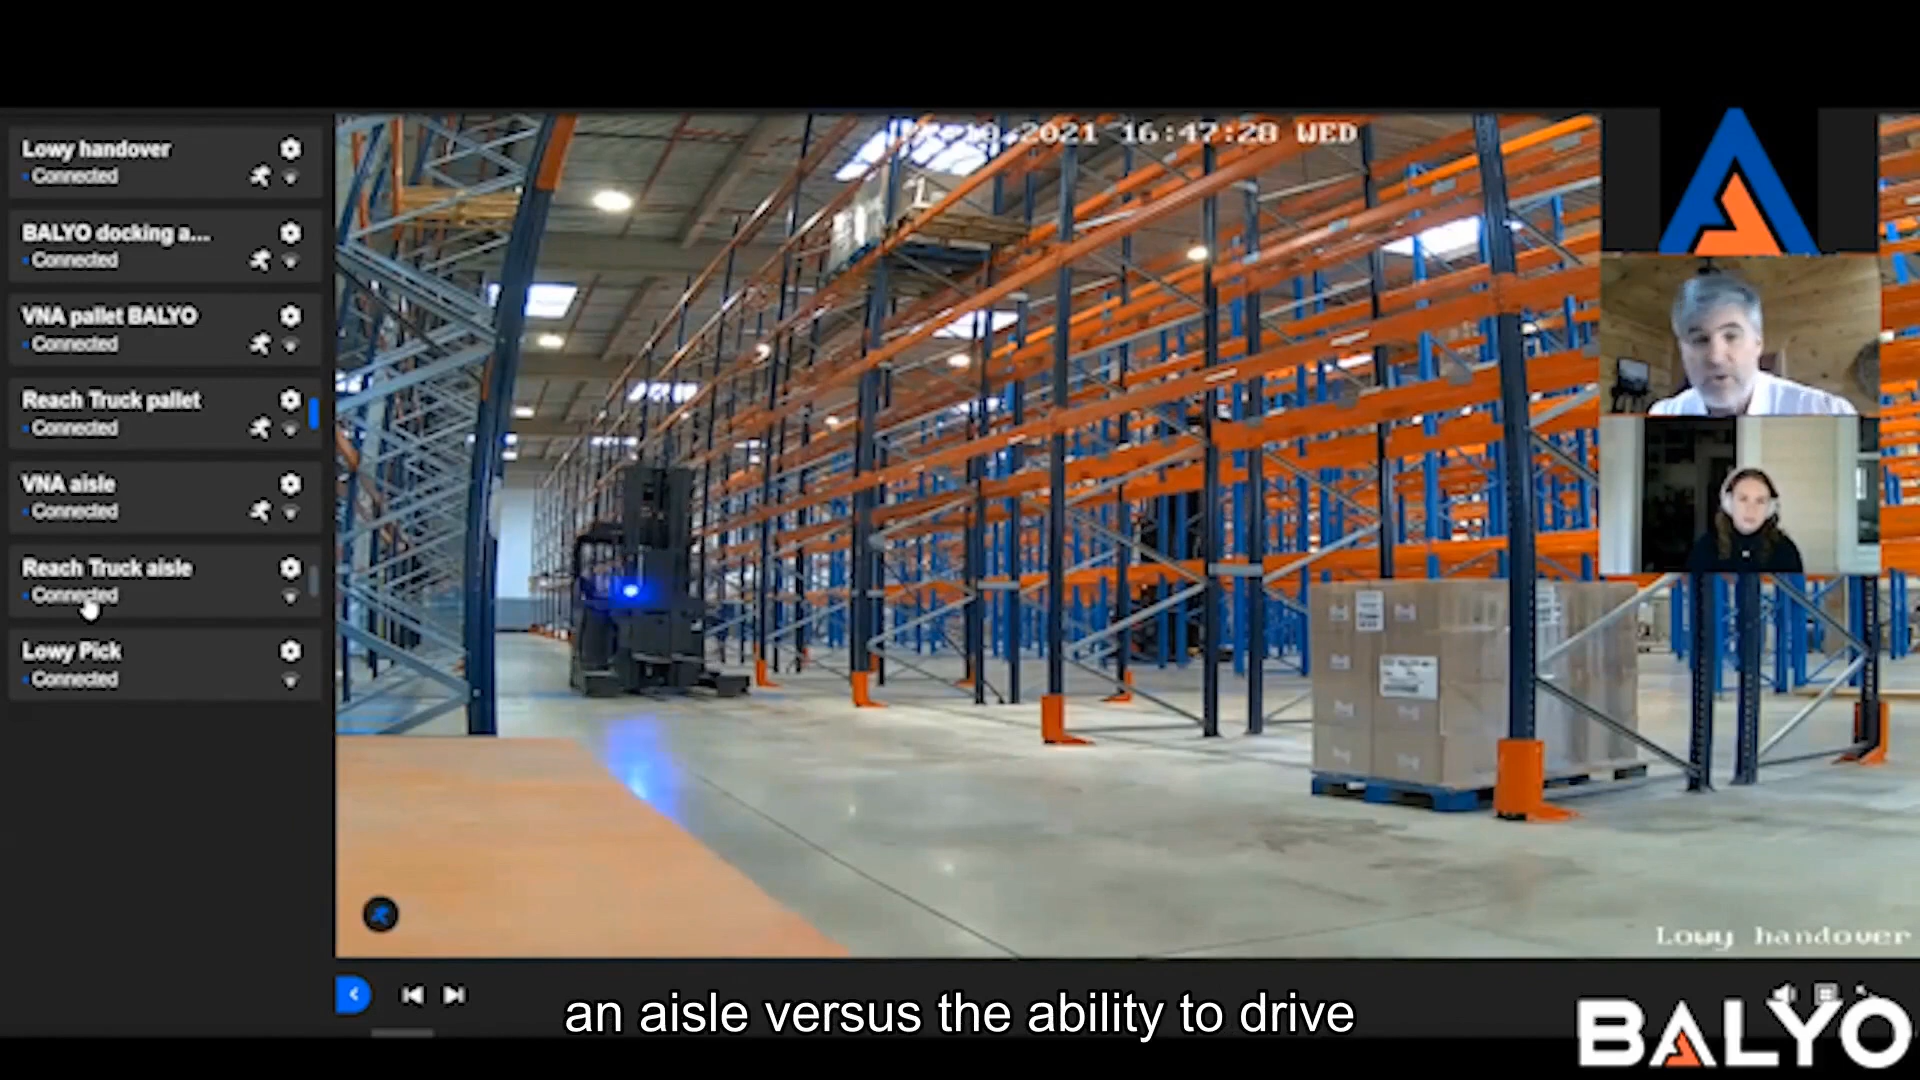 Lowy handover
Connected
BALYO docking a...
Connected
VNA pallet BALYO
Connected
Reach Truck pallet
Connected
VNA aisle
Connected
Reach Truck aisle
Connected
Lowy Pick
Connected
2021 16:47:28 WED
Lowy handover
an aisle versus the ability to drive
BALYO